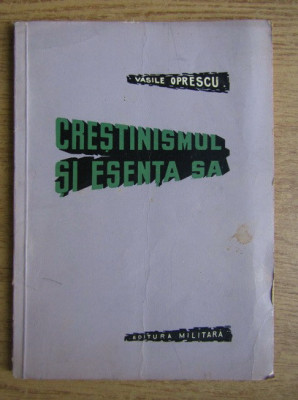 VASILE OPRESCU
CREȘTINISMUL
ȘI ESENȚA SA
EDITURA MILITARĂ